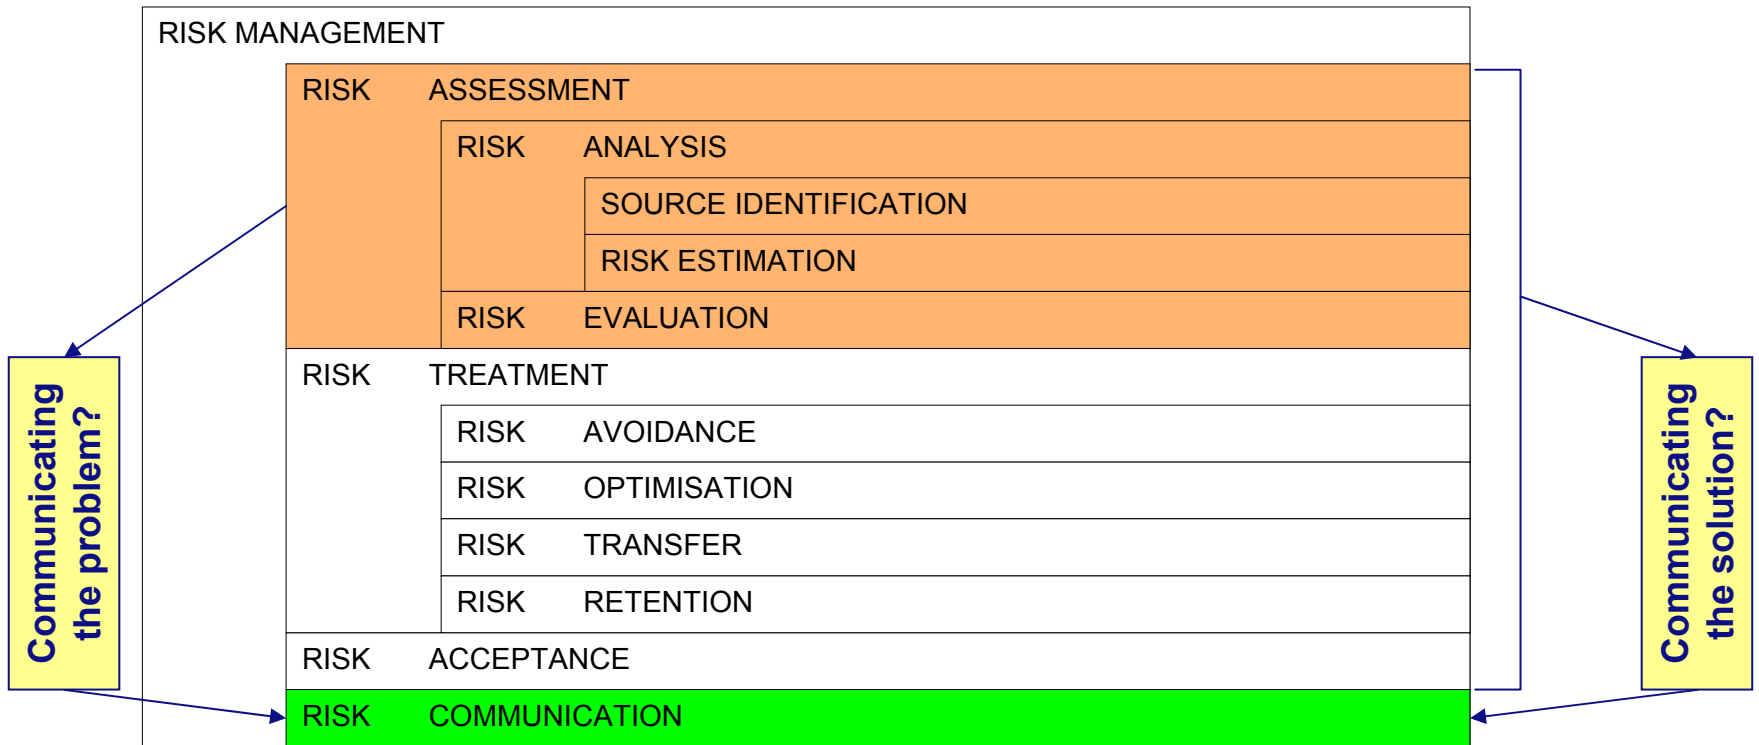 RISK MANAGEMENT
RISK ASSESSMENT
RISK ANALYSIS
SOURCE IDENTIFICATION
RISK ESTIMATION
RISK EVALUATION
RISK TREATMENT
RISK AVOIDANCE
RISK OPTIMISATION
RISK TRANSFER
RISK RETENTION
RISK ACCEPTANCE
RISK COMMUNICATION
Communicating
the problem?
Communicating
the solution?